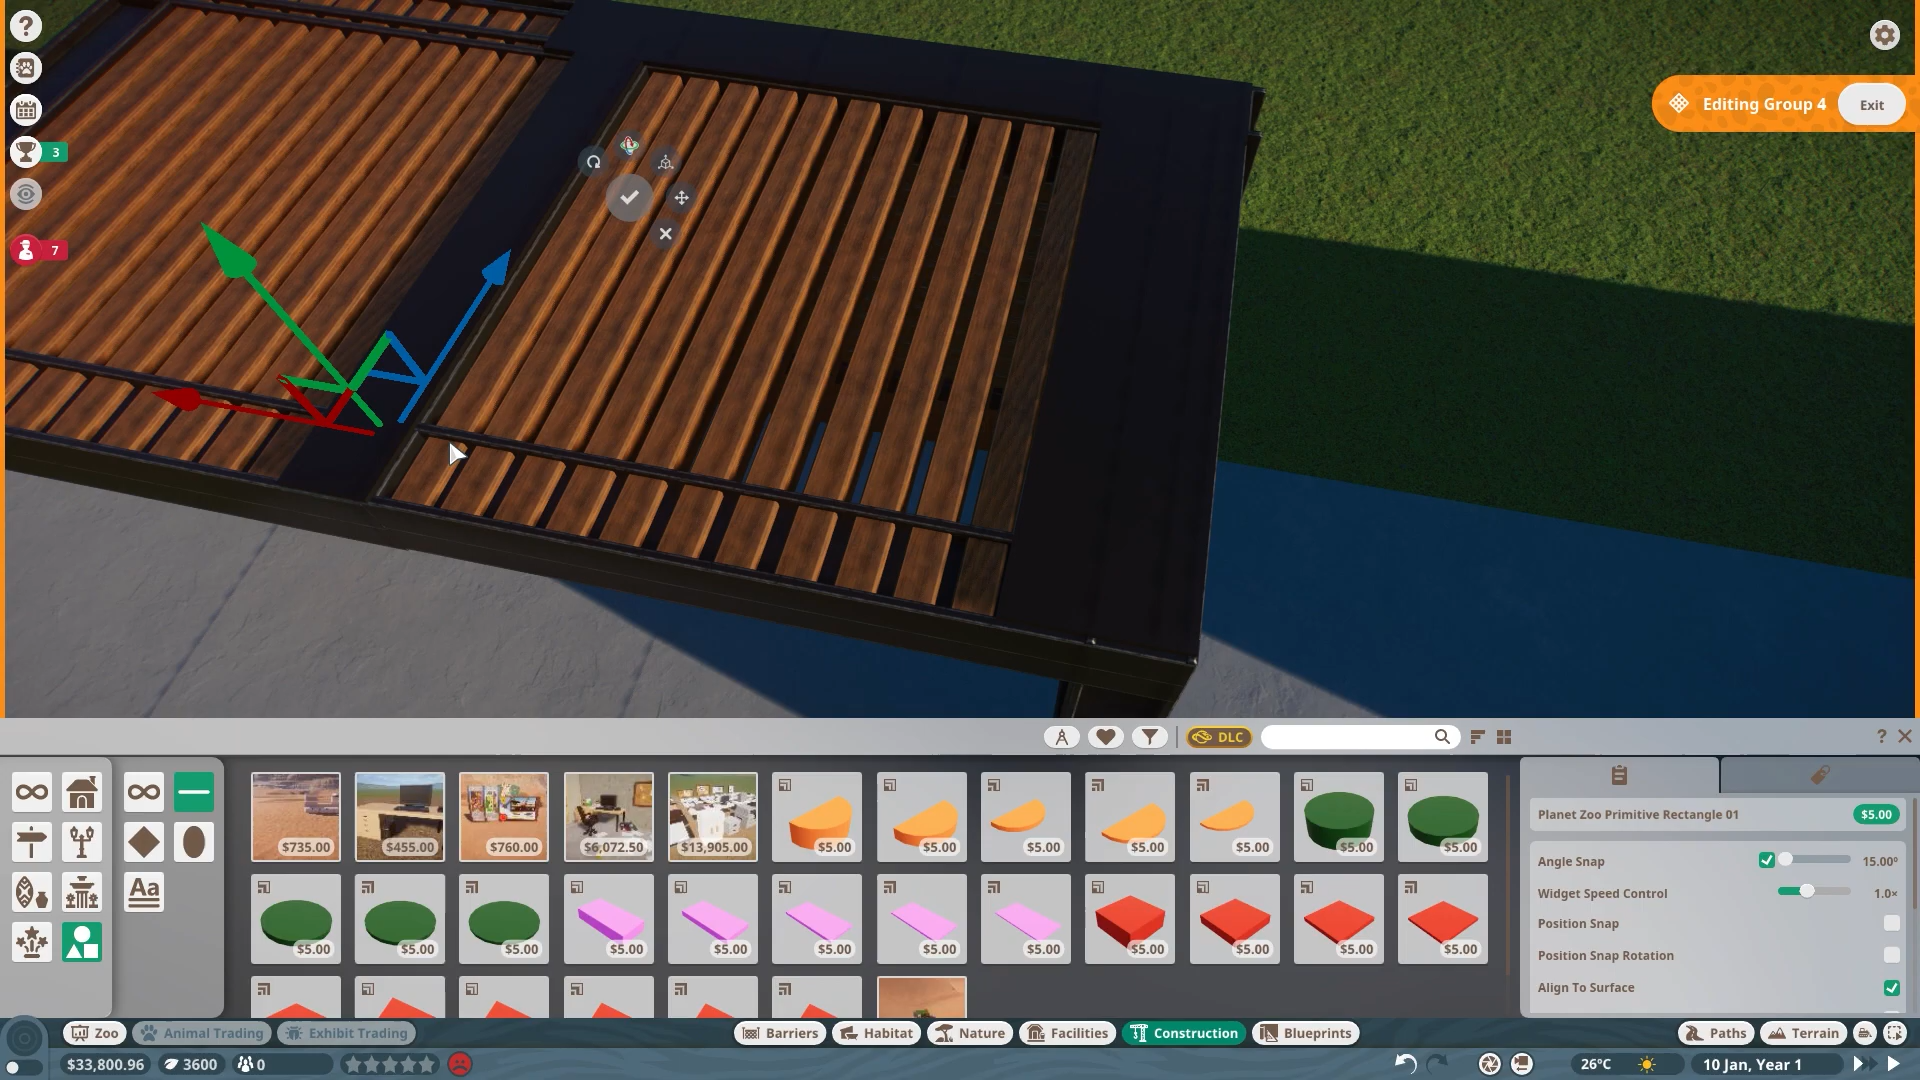 ?
Editing Group 4
Exit
3
7
DLC
?
$735.00
$455.00
$760.00
$6,072.50
$13,905.00
$5.00
$5.00
$5.00
$5.00
$5.00
$5.00
$5.00
Aa
$5.00
$5.00
$5.00
$5.00
$5.00
$5.00
$5.00
$5.00
$5.00
$5.00
$5.00
$5.00
Planet Zoo Primitive Rectangle 01
$5.00
Angle Snap
15.00º
Widget Speed Control
1.0×
Position Snap
Position Snap Rotation
Align To Surface
Zoo
Animal Trading
Exhibit Trading
Barriers
Habitat
Nature
Facilities
Construction
Blueprints
Paths
Terrain
$33,800.96
3600
0
26°C
10 Jan, Year 1